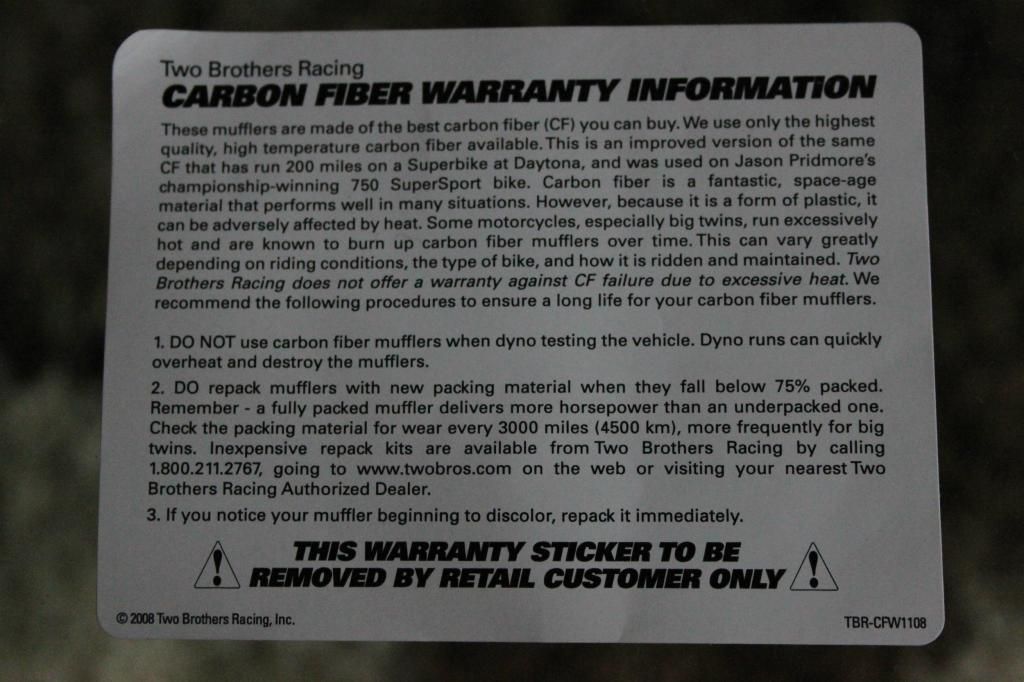 Two Brothers Racing
CARBON FIBER WARRANTY INFORMATION
These mufflers are made of the best carbon fiber (CF) you can buy. We use only the highest
quality, high temperature carbon fiber available. This is an improved version of the same
CF that has run 200 miles on a Superbike at Daytona, and was used on Jason Pridmore's
championship-winning 750 SuperSport bike. Carbon fiber is a fantastic, space-age
material that performs well in many situations. However, because it is a form of plastic, it
can be adversely affected by heat. Some motorcycles, especially big twins, run excessively
hot and are known to burn up carbon fiber mufflers over time. This can vary greatly
depending on riding conditions, the type of bike, and how it is ridden and maintained. Two
Brothers Racing does not offer a warranty against CF failure due to excessive heat. We
recommend the following procedures to ensure a long life for your carbon fiber mufflers.
1. DO NOT use carbon fiber mufflers when dyno testing the vehicle. Dyno runs can quickly
overheat and destroy the mufflers.
2. DO repack mufflers with new packing material when they fall below 75% packed.
Remember - a fully packed muffler delivers more horsepower than an underpacked one.
Check the packing material for wear every 3000 miles (4500 km), more frequently for big
twins. Inexpensive repack kits are available from Two Brothers Racing by calling
1.800.211.2767, going to www.twobros.com on the web or visiting your nearest Two
Brothers Racing Authorized Dealer.
3. If you notice your muffler beginning to discolor, repack it immediately.
THIS WARRANTY STICKER TO BE
REMOVED BY RETAIL CUSTOMER ONLY
© 2008 Two Brothers Racing, Inc.
TBR-CFW1108